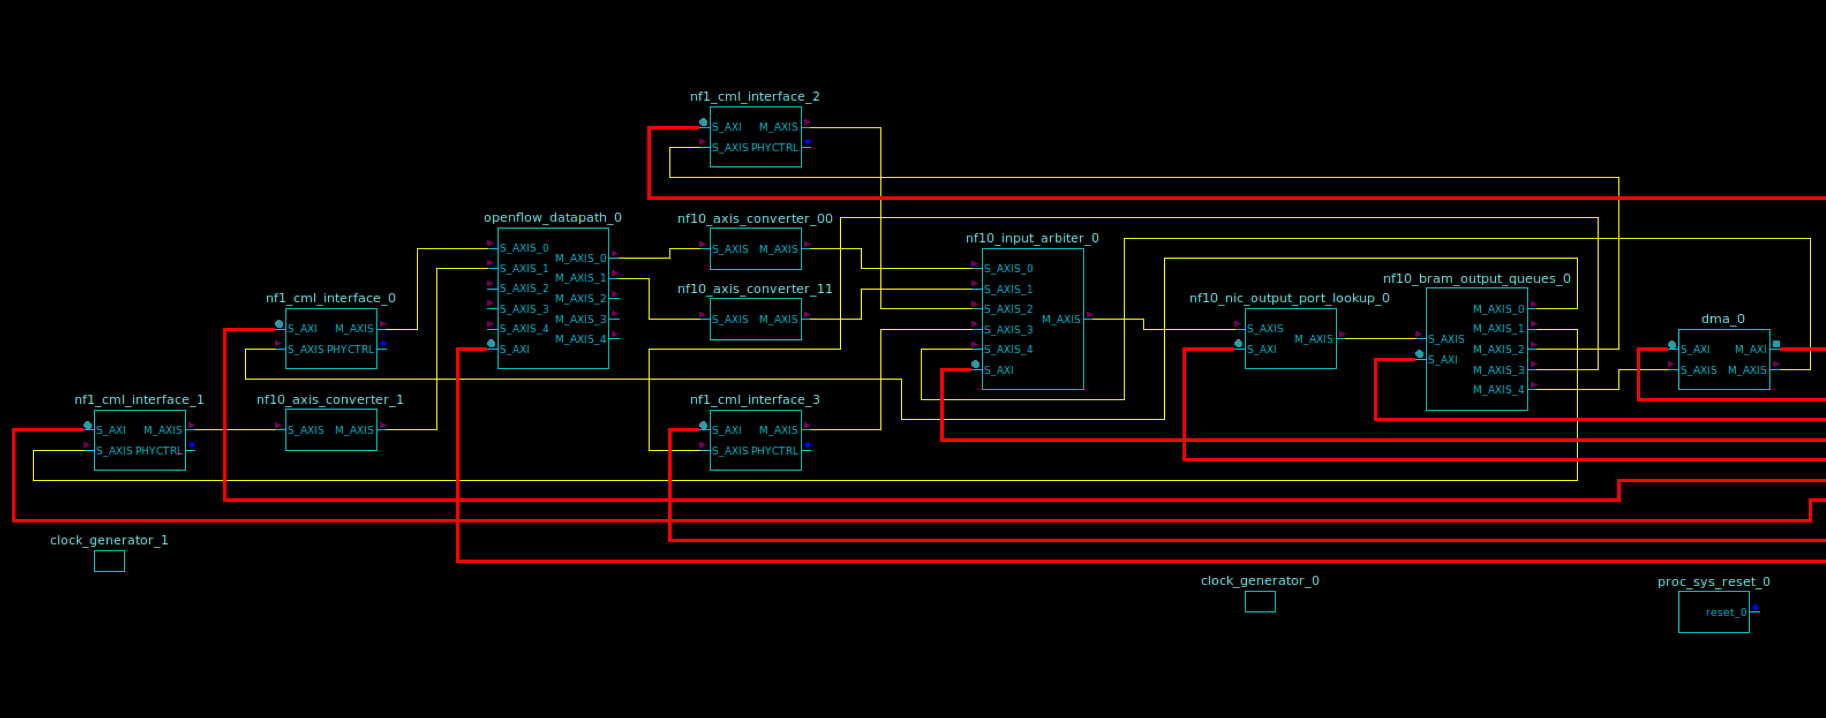 nf1_cml_interface_2
S_AXI M_AXIS
S_AXIS PHYCTRL
openflow_datapath_0
S_AXIS_0
M_AXIS_0
S_AXIS_1
M_AXIS_1
S_AXIS_2
M_AXIS_2
S_AXIS_3
M_AXIS_3
S_AXIS_4
M_AXIS_4
S_AXI
nf10_axis_converter_00
S_AXIS M_AXIS
nf10_axis_converter_11
S_AXIS M_AXIS
nf10_input_arbiter_0
S_AXIS_0
S_AXIS_1
S_AXIS_2
M_AXIS
S_AXIS_3
S_AXIS_4
S_AXI
nf10_bram_output_queues_0
M_AXIS_0
M_AXIS_1
S_AXIS
M_AXIS_2
S_AXI
M_AXIS_3
M_AXIS_4
nf1_cml_interface_0
S_AXI M_AXIS
S_AXIS PHYCTRL
nf10_nic_output_port_lookup_0
S_AXIS
M_AXIS
S_AXI
dma_0
S_AXI M_AXI
S_AXIS M_AXIS
nf1_cml_interface_1
S_AXI M_AXIS
S_AXIS PHYCTRL
nf10_axis_converter_1
S_AXIS M_AXIS
nf1_cml_interface_3
S_AXI M_AXIS
S_AXIS PHYCTRL
clock_generator_1
clock_generator_0
proc_sys_reset_0
reset_0